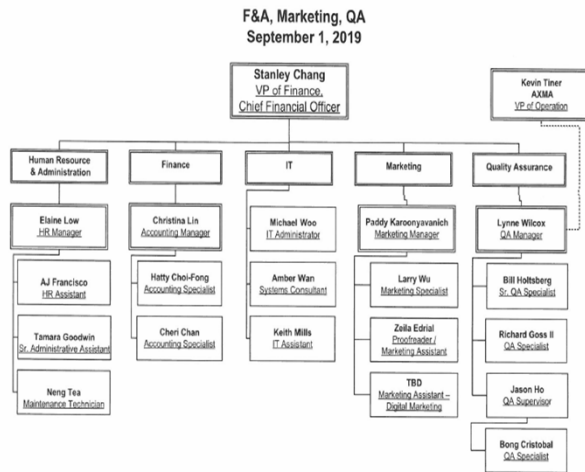 F&A, Marketing, QA
September 1, 2019
Stanley Chang
VP of Finance,
Chief Financial Officer
Kevin Tiner
AXMA
VP of Operation
Human Resource
& Administration
Finance
IT
Marketing
Quality Assurance
Elaine Low
HR Manager
Christina Lin
Accounting Manager
Michael Woo
IT Administrator
Paddy Karoonyavanich
Marketing Manager
Lynne Wilcox
QA Manager
AJ Francisco
HR Assistant
Hatty Choi-Fong
Accounting Specialist
Amber Wan
Systems Consultant
Larry Wu
Marketing Specialist
Bill Holtsberg
Sr. QA Specialist
Tamara Goodwin
Sr. Administrative Assistant
Cheri Chan
Accounting Specialist
Keith Mills
IT Assistant
Zeila Edrial
Proofreader /
Marketing Assistant
Richard Goss II
QA Specialist
Neng Tea
Maintenance Technician
TBD
Marketing Assistant –
Digital Marketing
Jason Ho
QA Supervisor
Bong Cristobal
QA Specialist